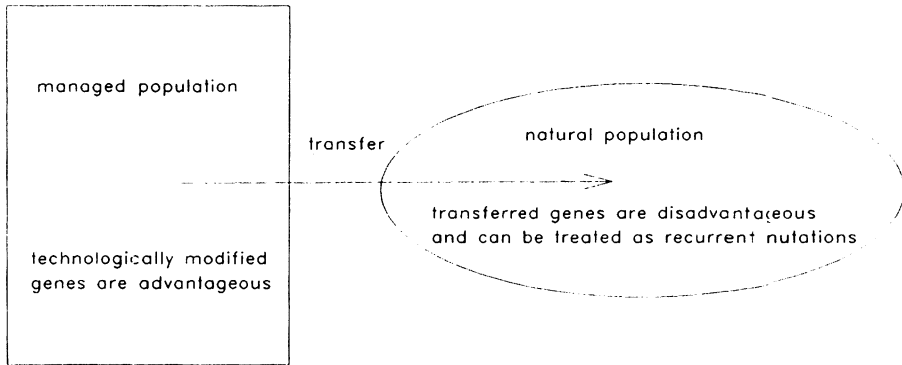 managed population
technologically modified
genes are advantageous
transfer
natural population
transferred genes are disadvantageous
and can be treated as recurrent nutations